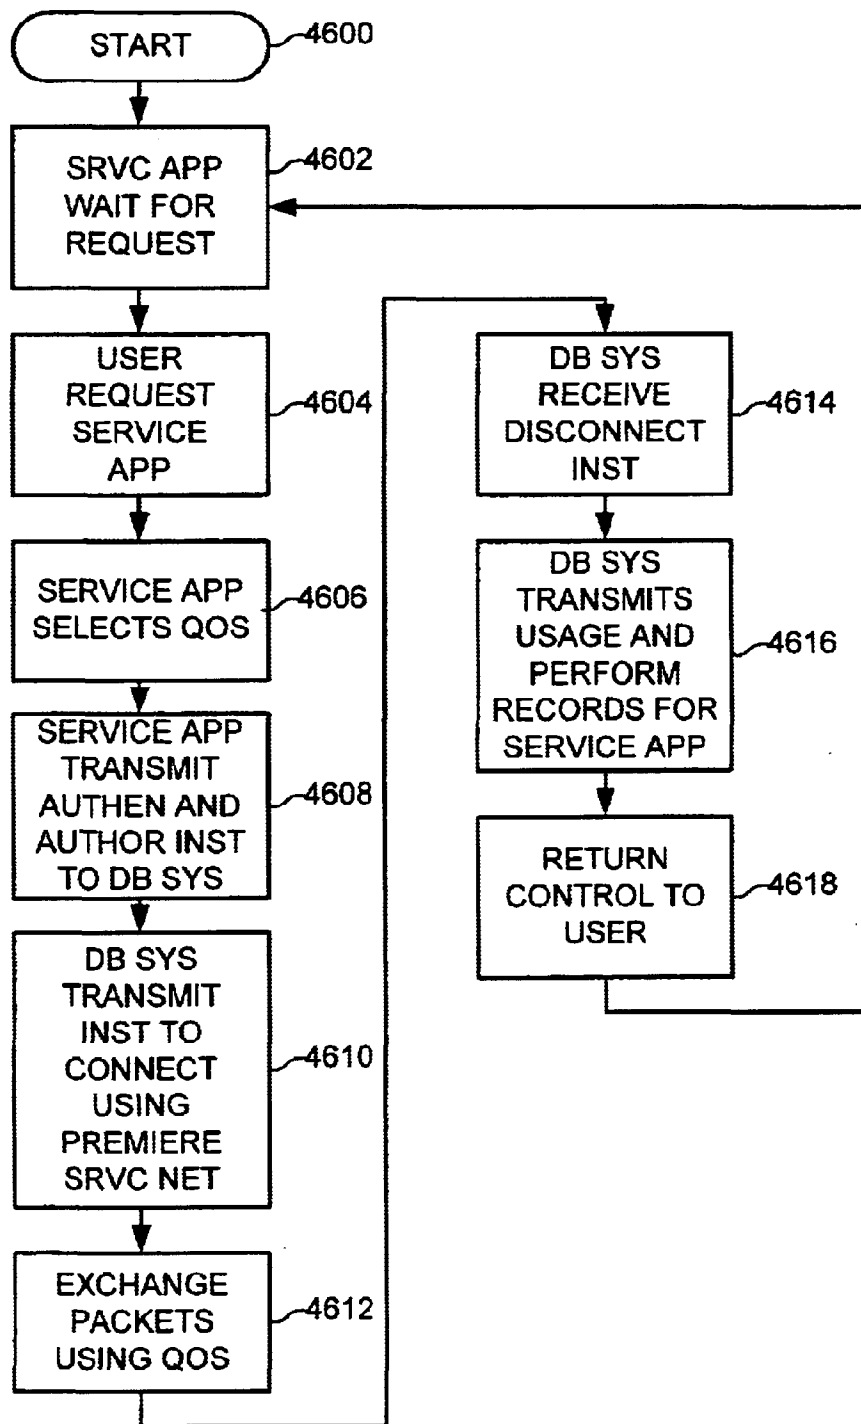 START
4600
SRVC APP
WAIT FOR
REQUEST
4602
USER
REQUEST
SERVICE
APP
4604
SERVICE APP
SELECTS QOS
4606
SERVICE APP
TRANSMIT
AUTHEN AND
AUTHOR INST
TO DB SYS
4608
DB SYS
TRANSMIT
INST TO
CONNECT
USING
PREMIERE
SRVC NET
4610
EXCHANGE
PACKETS
USING QOS
4612
DB SYS
RECEIVE
DISCONNECT
INST
4614
DB SYS
TRANSMITS
USAGE AND
PERFORM
RECORDS FOR
SERVICE APP
4616
RETURN
CONTROL TO
USER
4618